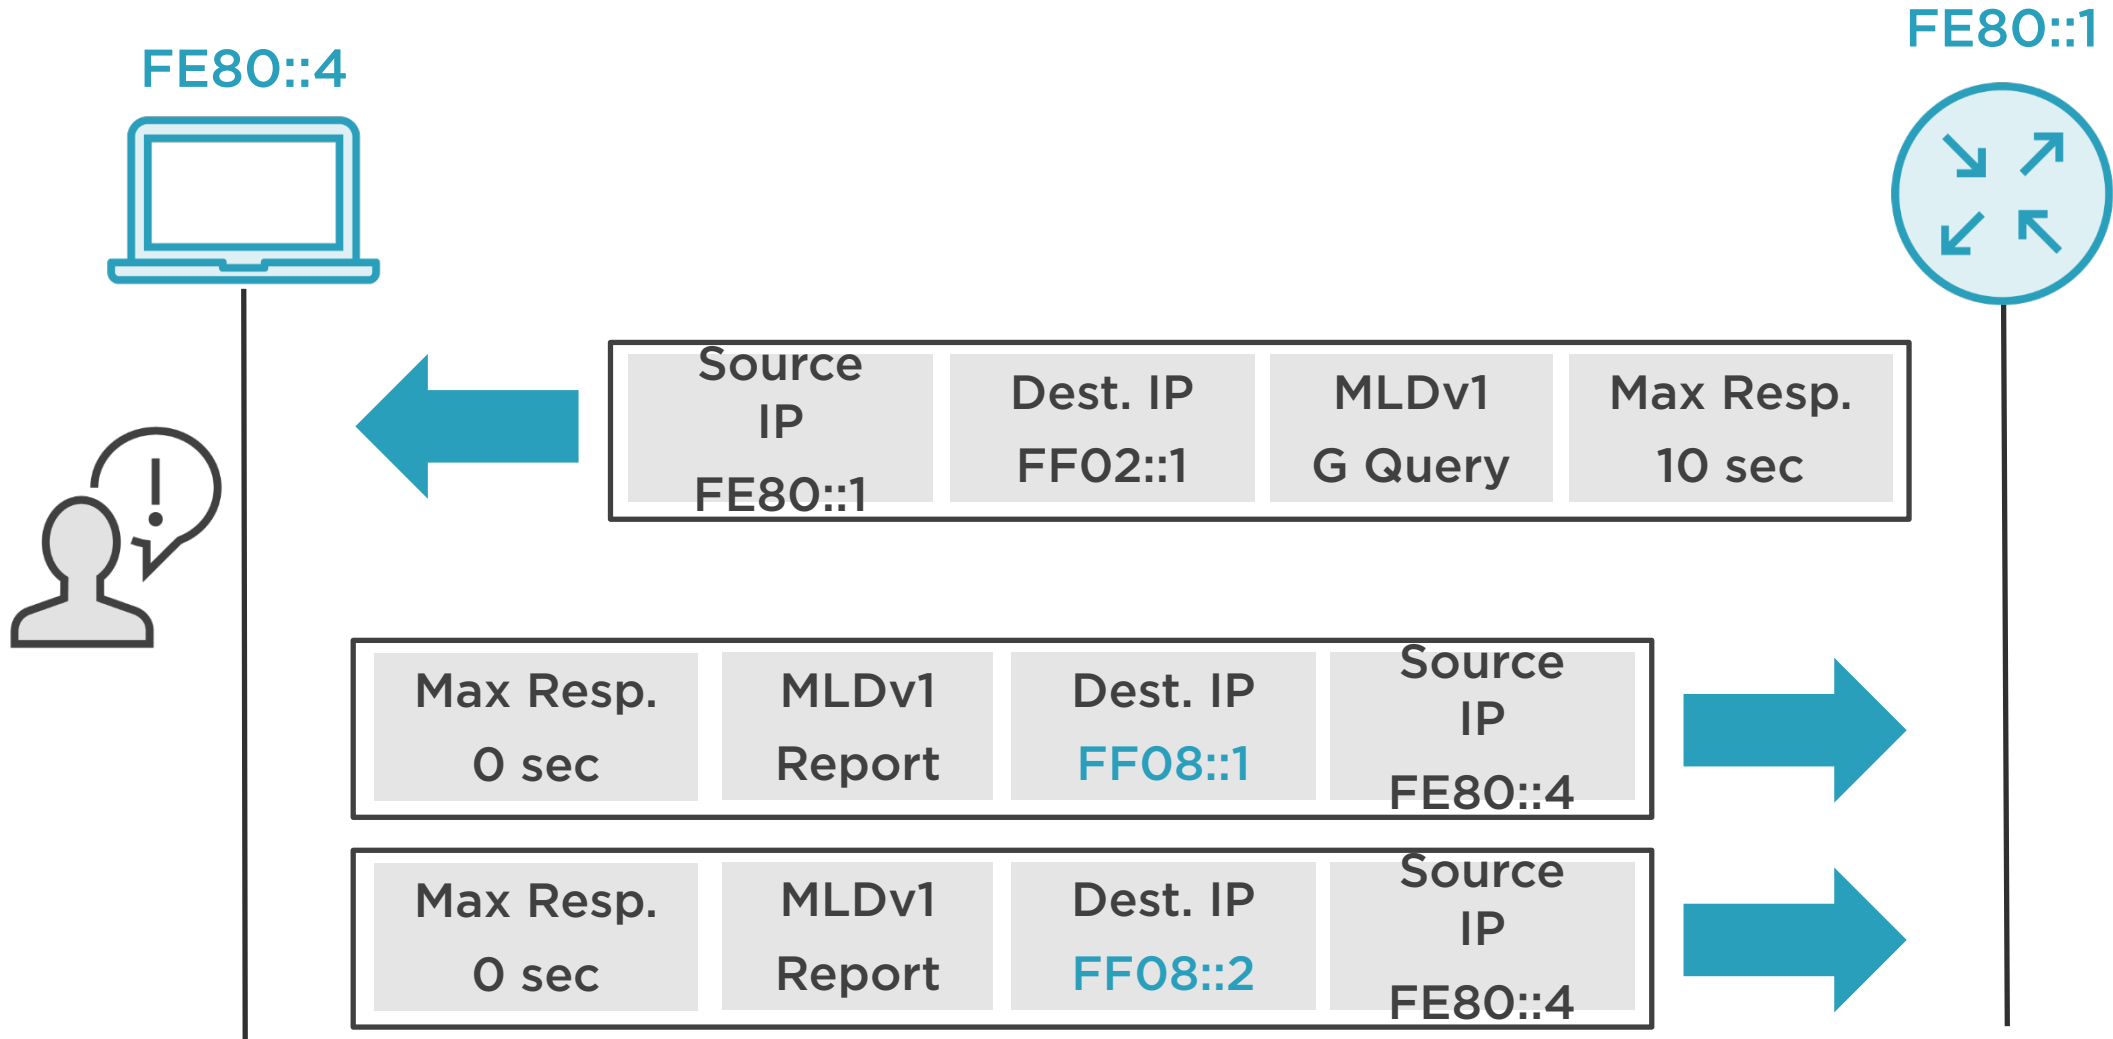 FE80::1
FE80::4
Source
IP
FE80::1
Dest. IP
FF02::1
MLDv1
G Query
Max Resp.
10 sec
!
Max Resp.
0 sec
MLDv1
Report
Dest. IP
FF08::1
Source
IP
FE80::4
Max Resp.
0 sec
MLDv1
Report
Dest. IP
FF08::2
Source
IP
FE80::4